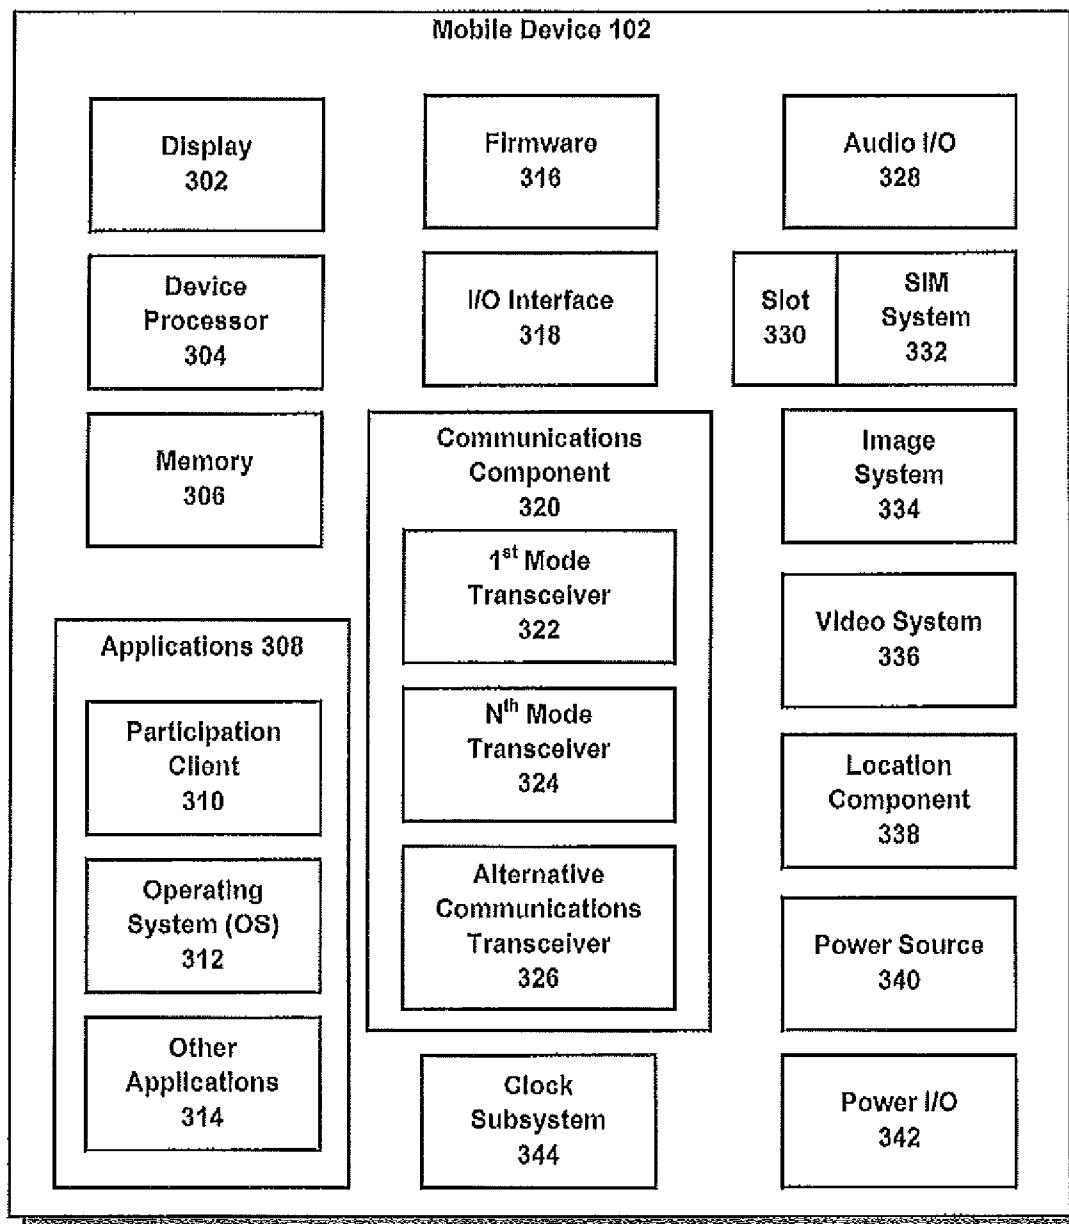 Mobile Device 102
Display
302
Firmware
316
Audio I/O
328
Device
Processor
304
I/O Interface
318
Slot
330
SIM
System
332
Memory
306
Communications
Component
320
1st Mode
Transceiver
322
Nth Mode
Transceiver
324
Alternative
Communications
Transceiver
326
Image
System
334
Video System
336
Location
Component
338
Power Source
340
Power I/O
342
Applications 308
Participation
Client
310
Operating
System (OS)
312
Other
Applications
314
Clock
Subsystem
344